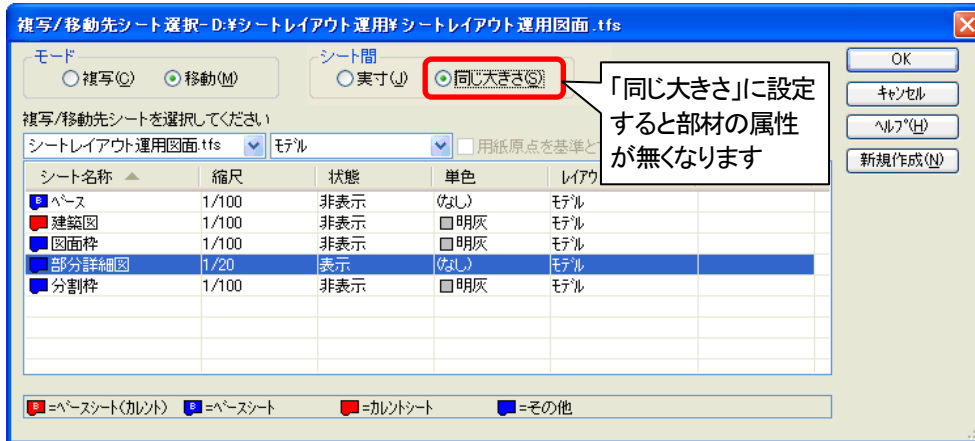 複写/移動先シート選択-D:¥シートレイアウト運用¥シートレイアウト運用図面.tfs
モード
複写(C) 移動(M)
シート間
実寸(J) 同じ大きさ(S)
OK
キャンセル
ヘルプ(H)
新規作成(N)
「同じ大きさ」に設定
すると部材の属性
が無くなります
複写/移動先シートを選択してください
シートレイアウト運用図面.tfs モデル 用紙原点を基準と
シート名称 縮尺 状態 単色 レイアウ
B ベース 1/100 非表示 (なし) モデル
建築図 1/100 非表示 明灰 モデル
図面枠 1/100 非表示 明灰 モデル
部分詳細図 1/20 表示 (なし) モデル
分割枠 1/100 非表示 明灰 モデル
B =ベースシート(カレント) B =ベースシート =カレントシート =その他